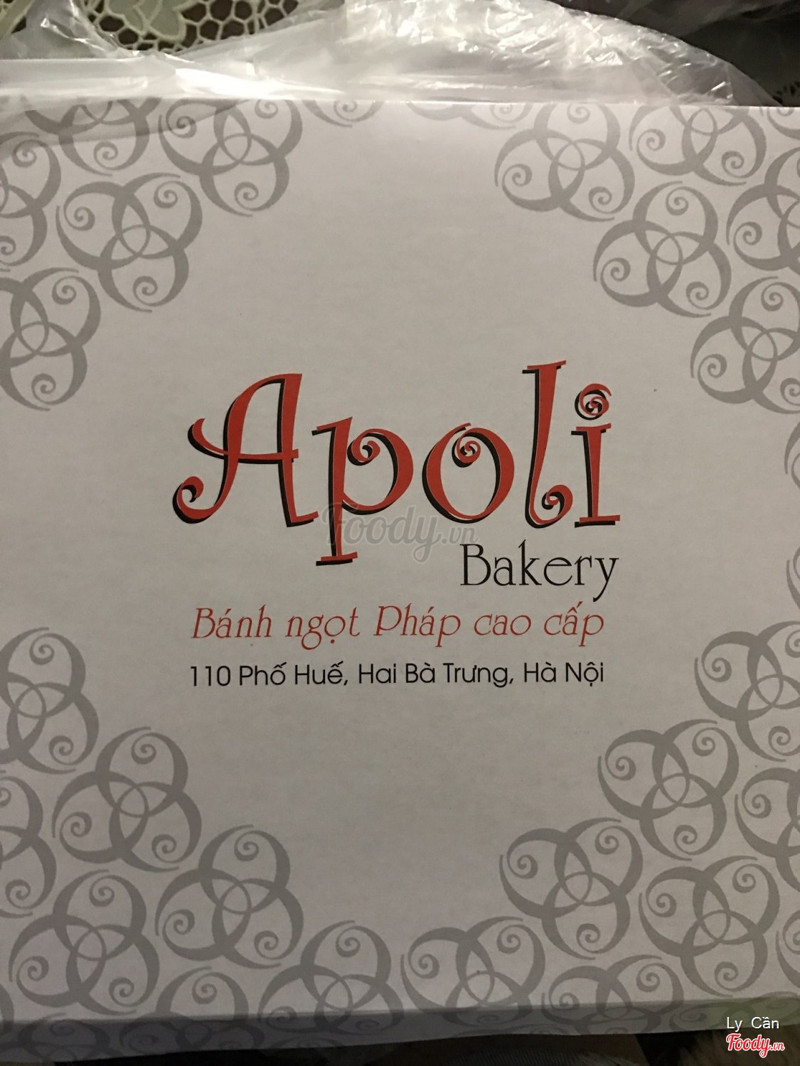 Apoli
Bakery
Bánh ngọt Pháp cao cấp
110 Phố Huế, Hai Bà Trưng, Hà Nội
Foody.vn
Ly Cần
Foody.vn